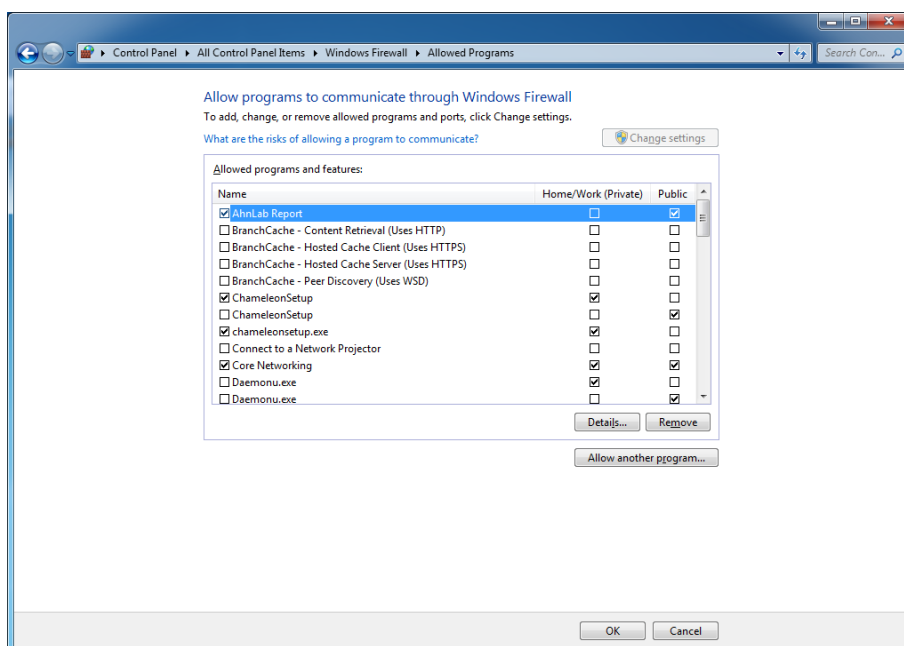 Control Panel ▸ All Control Panel Items ▸ Windows Firewall ▸ Allowed Programs
Search Con...
Allow programs to communicate through Windows Firewall
To add, change, or remove allowed programs and ports, click Change settings.
What are the risks of allowing a program to communicate?
Change settings
Allowed programs and features:
Name Home/Work (Private) Public
AhnLab Report
BranchCache - Content Retrieval (Uses HTTP)
BranchCache - Hosted Cache Client (Uses HTTPS)
BranchCache - Hosted Cache Server (Uses HTTPS)
BranchCache - Peer Discovery (Uses WSD)
ChameleonSetup
ChameleonSetup
chameleonsetup.exe
Connect to a Network Projector
Core Networking
Daemonu.exe
Daemonu.exe
Details... Remove
Allow another program...
OK Cancel